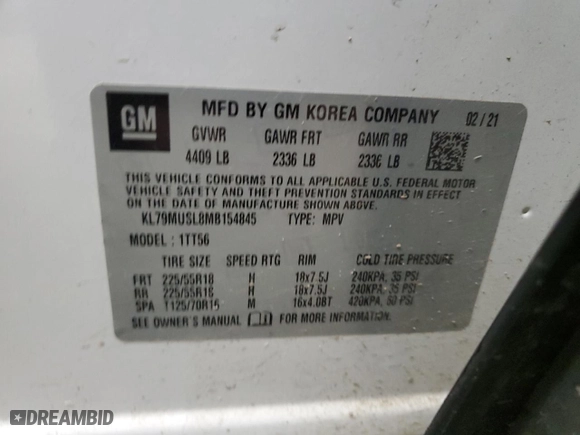 GM
MFD BY GM KOREA COMPANY 02/21
GVWR GAWR FRT GAWR RR
4409 LB 2336 LB 2336 LB
THIS VEHICLE CONFORMS TO ALL APPLICABLE U.S. FEDERAL MOTOR
VEHICLE SAFETY AND THEFT PREVENTION STANDARDS IN EFFECT
ON THE DATE OF MANUFACTURE SHOWN ABOVE.
KL79MUSL8MB154845 TYPE: MPV
MODEL: 1TT56
TIRE SIZE SPEED RTG RIM COLD TIRE PRESSURE
FRT 225/55R18 H 18x7.5J 240KPA, 35 PSI
RR 225/55R18 H 18x7.5J 240KPA, 35 PSI
SPA T125/70R16 M 16x4.0BT 420KPA, 60 PSI
SEE OWNER'S MANUAL FOR MORE INFORMATION
DREAMBID